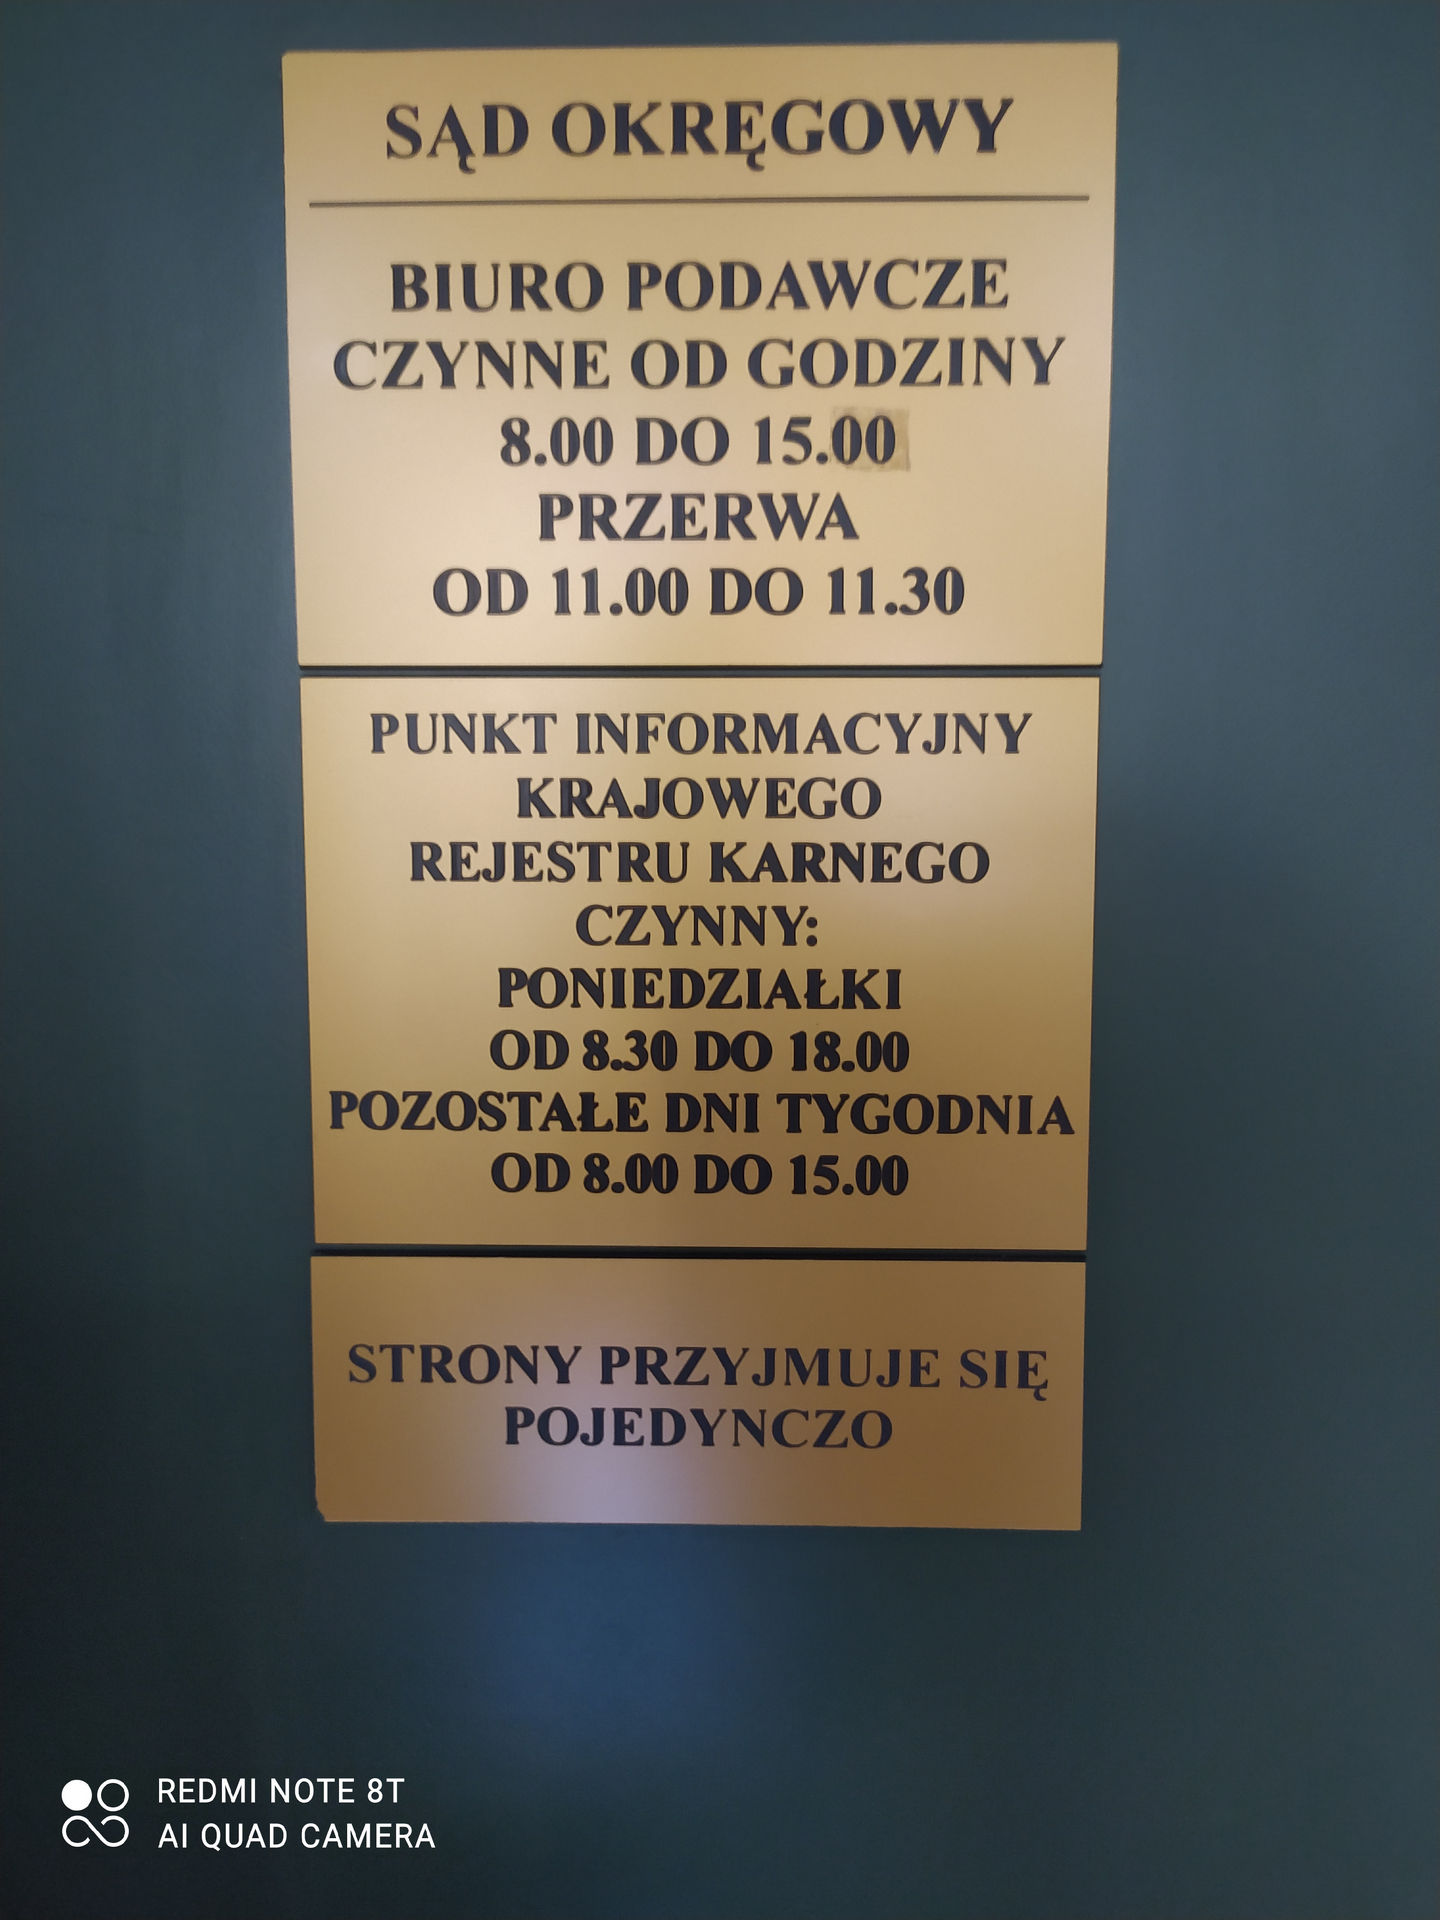 SĄD OKRĘGOWY
BIURO PODAWCZE
CZYNNE OD GODZINY
8.00 DO 15.00
PRZERWA
OD 11.00 DO 11.30
PUNKT INFORMACYJNY
KRAJOWEGO
REJESTRU KARNEGO
CZYNNY:
PONIEDZIAŁKI
OD 8.30 DO 18.00
POZOSTAŁE DNI TYGODNIA
OD 8.00 DO 15.00
STRONY PRZYJMUJE SIĘ
POJEDYNCZO
REDMI NOTE 8T
AI QUAD CAMERA